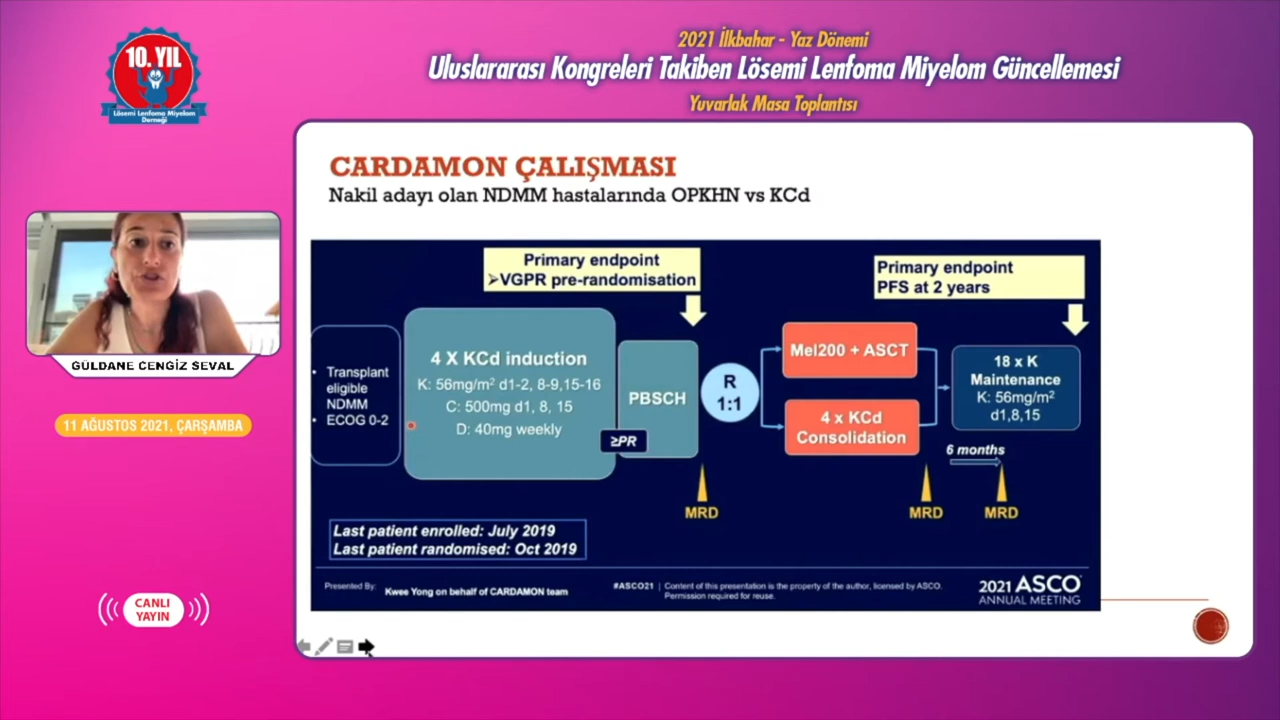 10. YIL
Lösemi Lenfoma Miyelom
Derneği
2021 İlkbahar - Yaz Dönemi
Uluslararası Kongreleri Takiben Lösemi Lenfoma Miyelom Güncellemesi
Yuvarlak Masa Toplantısı
GÜLDANE CENGİZ SEVAL
11 AĞUSTOS 2021, ÇARŞAMBA
CANLI
YAYIN
CARDAMON ÇALIŞMASI
Nakil adayı olan NDMM hastalarında OPKHN vs KCd
Primary endpoint
➢VGPR pre-randomisation
Primary endpoint
PFS at 2 years
• Transplant
eligible
NDMM
• ECOG 0-2
4 X KCd induction
K: 56mg/m² d1-2, 8-9,15-16
C: 500mg d1, 8, 15
D: 40mg weekly
≥PR
PBSCH
R
1:1
Mel200 + ASCT
4 x KCd
Consolidation
18 x K
Maintenance
K: 56mg/m²
d1,8,15
6 months
MRD
MRD
MRD
Last patient enrolled: July 2019
Last patient randomised: Oct 2019
Presented By: Kwee Yong on behalf of CARDAMON team
#ASCO21 | Content of this presentation is the property of the author, licensed by ASCO.
Permission required for reuse.
2021 ASCO
ANNUAL MEETING